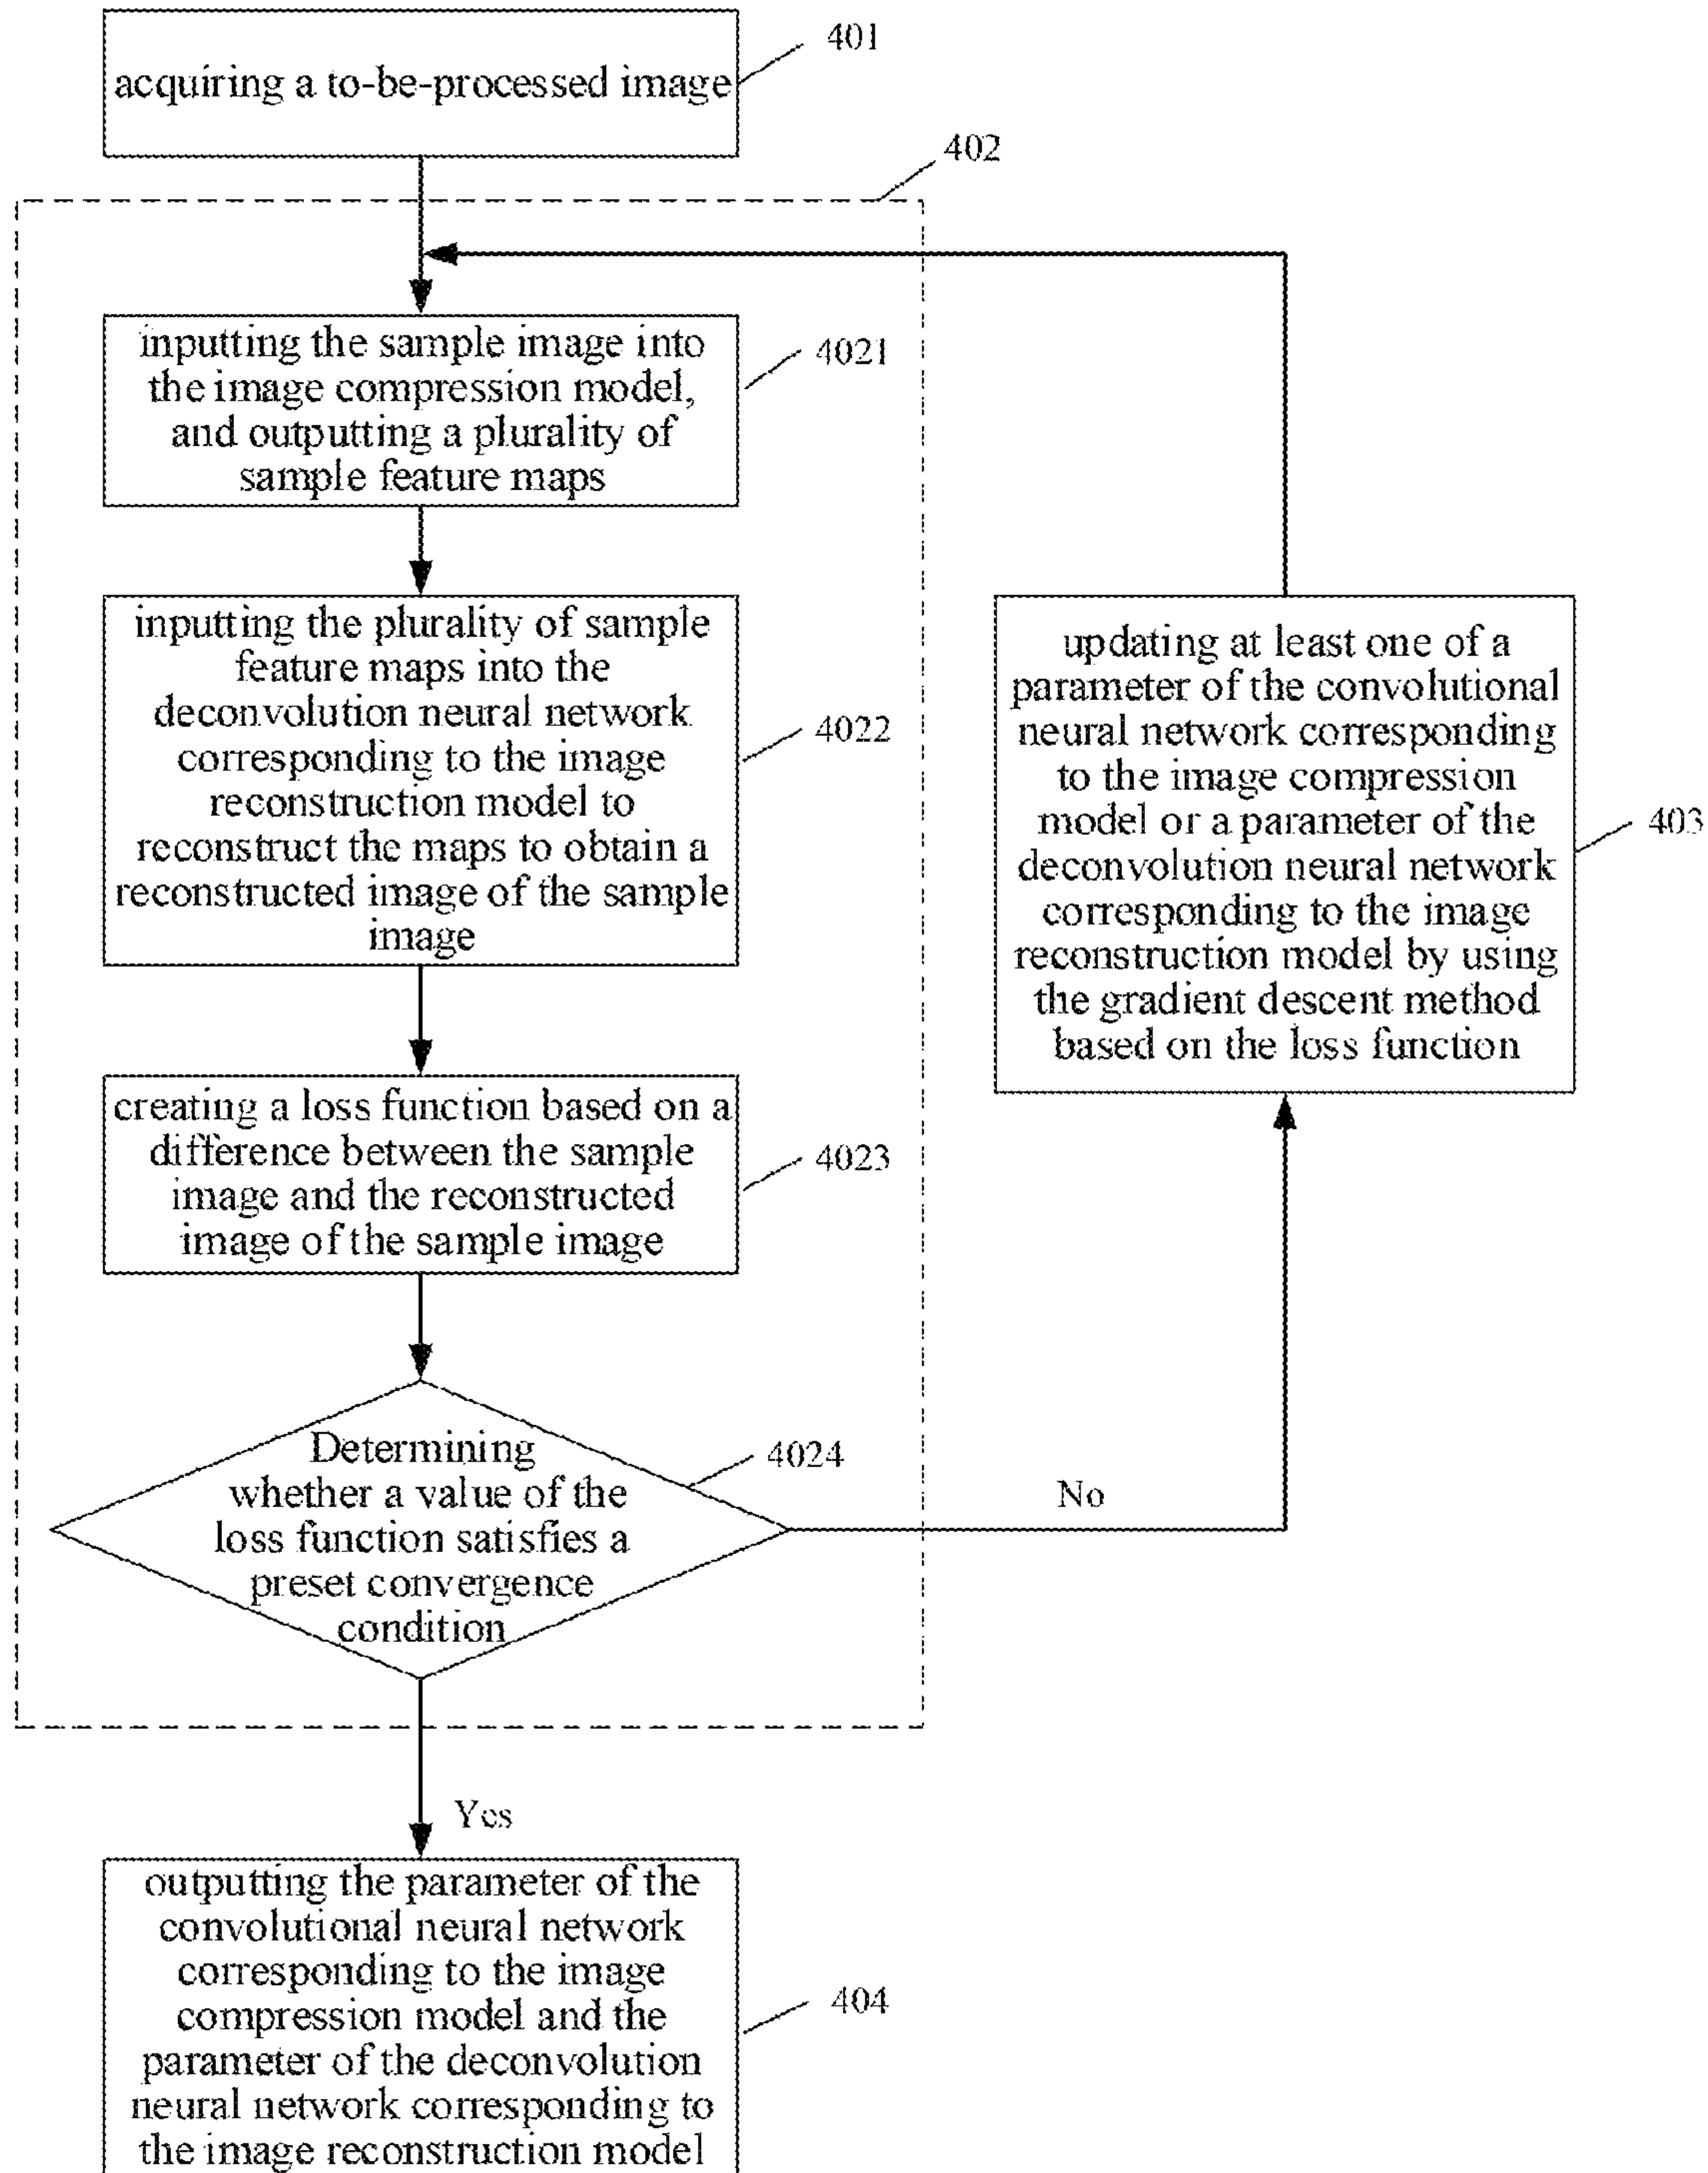 401
acquiring a to-be-processed image
402
inputting the sample image into
the image compression model,
and outputting a plurality of
sample feature maps
4021
inputting the plurality of sample
feature maps into the
deconvolution neural network
corresponding to the image
reconstruction model to
reconstruct the maps to obtain a
reconstructed image of the sample
image
4022
updating at least one of a
parameter of the convolutional
neural network corresponding
to the image compression
model or a parameter of the
deconvolution neural network
corresponding to the image
reconstruction model by using
the gradient descent method
based on the loss function
403
creating a loss function based on a
difference between the sample
image and the reconstructed
image of the sample image
4023
Determining
whether a value of the
loss function satisfies a
preset convergence
condition
4024
No
Yes
outputting the parameter of the
convolutional neural network
corresponding to the image
compression model and the
parameter of the deconvolution
neural network corresponding to
the image reconstruction model
404